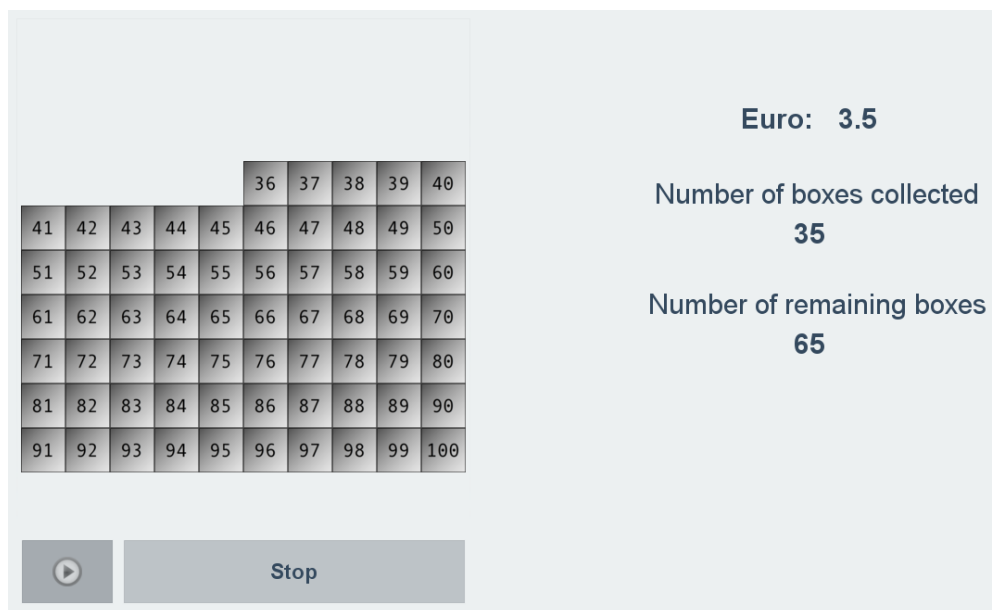 Euro: 3.5
Number of boxes collected
35
Number of remaining boxes
65
36 37 38 39 40
41 42 43 44 45 46 47 48 49 50
51 52 53 54 55 56 57 58 59 60
61 62 63 64 65 66 67 68 69 70
71 72 73 74 75 76 77 78 79 80
81 82 83 84 85 86 87 88 89 90
91 92 93 94 95 96 97 98 99 100
Stop